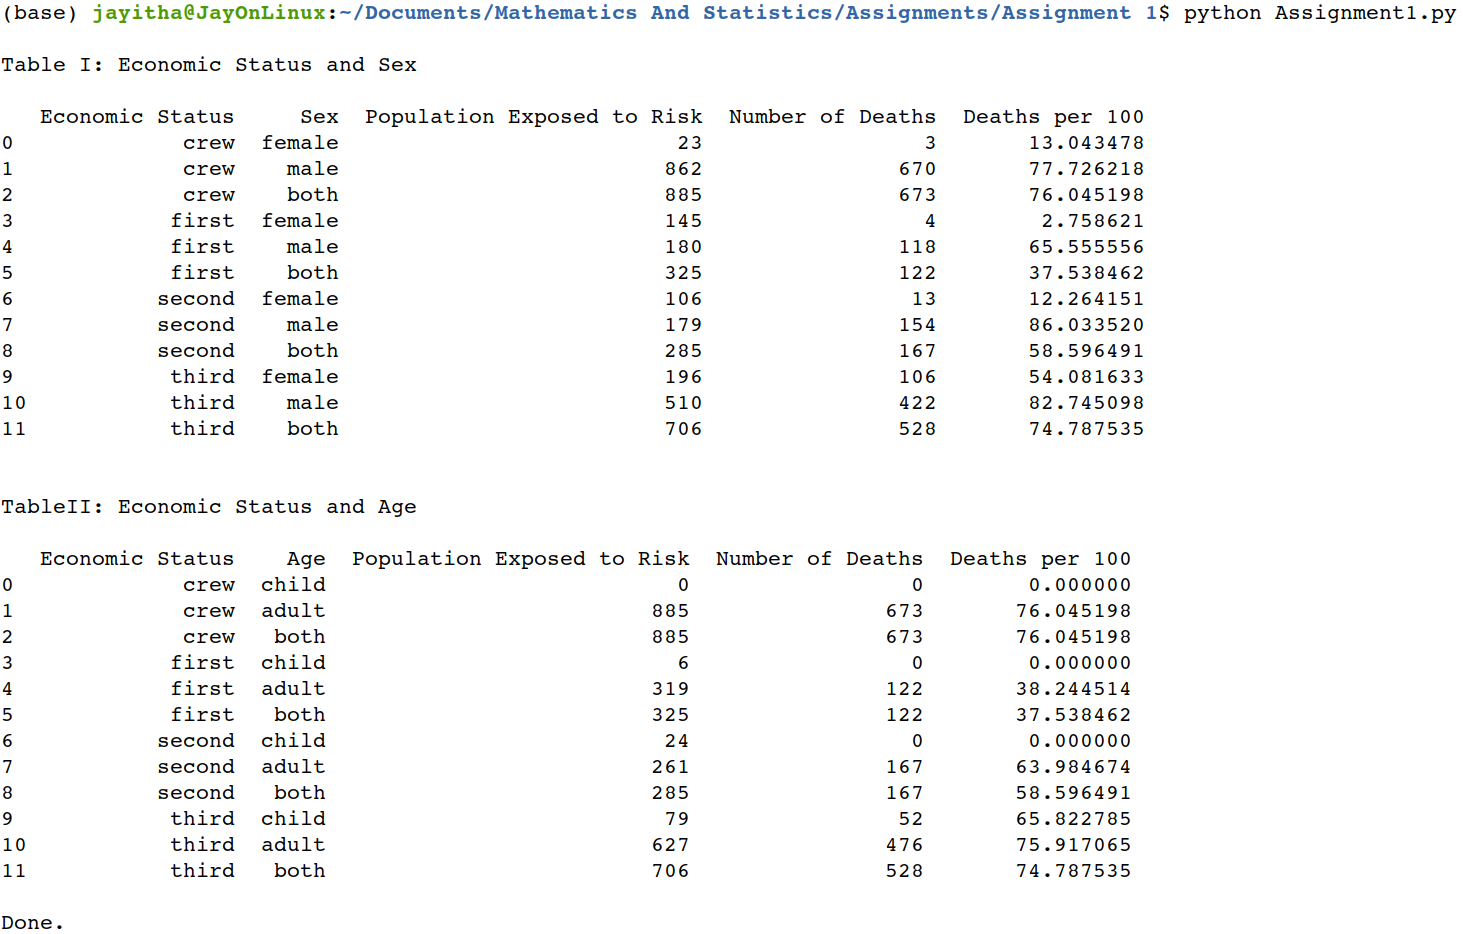 (base) jayitha@JayOnLinux:~/Documents/Mathematics And Statistics/Assignments/Assignment 1$ python Assignment1.py
Table I: Economic Status and Sex
Economic Status Sex Population Exposed to Risk Number of Deaths Deaths per 100
0 crew female 23 3 13.043478
1 crew male 862 670 77.726218
2 crew both 885 673 76.045198
3 first female 145 4 2.758621
4 first male 180 118 65.555556
5 first both 325 122 37.538462
6 second female 106 13 12.264151
7 second male 179 154 86.033520
8 second both 285 167 58.596491
9 third female 196 106 54.081633
10 third male 510 422 82.745098
11 third both 706 528 74.787535
TableII: Economic Status and Age
Economic Status Age Population Exposed to Risk Number of Deaths Deaths per 100
0 crew child 0 0 0.000000
1 crew adult 885 673 76.045198
2 crew both 885 673 76.045198
3 first child 6 0 0.000000
4 first adult 319 122 38.244514
5 first both 325 122 37.538462
6 second child 24 0 0.000000
7 second adult 261 167 63.984674
8 second both 285 167 58.596491
9 third child 79 52 65.822785
10 third adult 627 476 75.917065
11 third both 706 528 74.787535
Done.